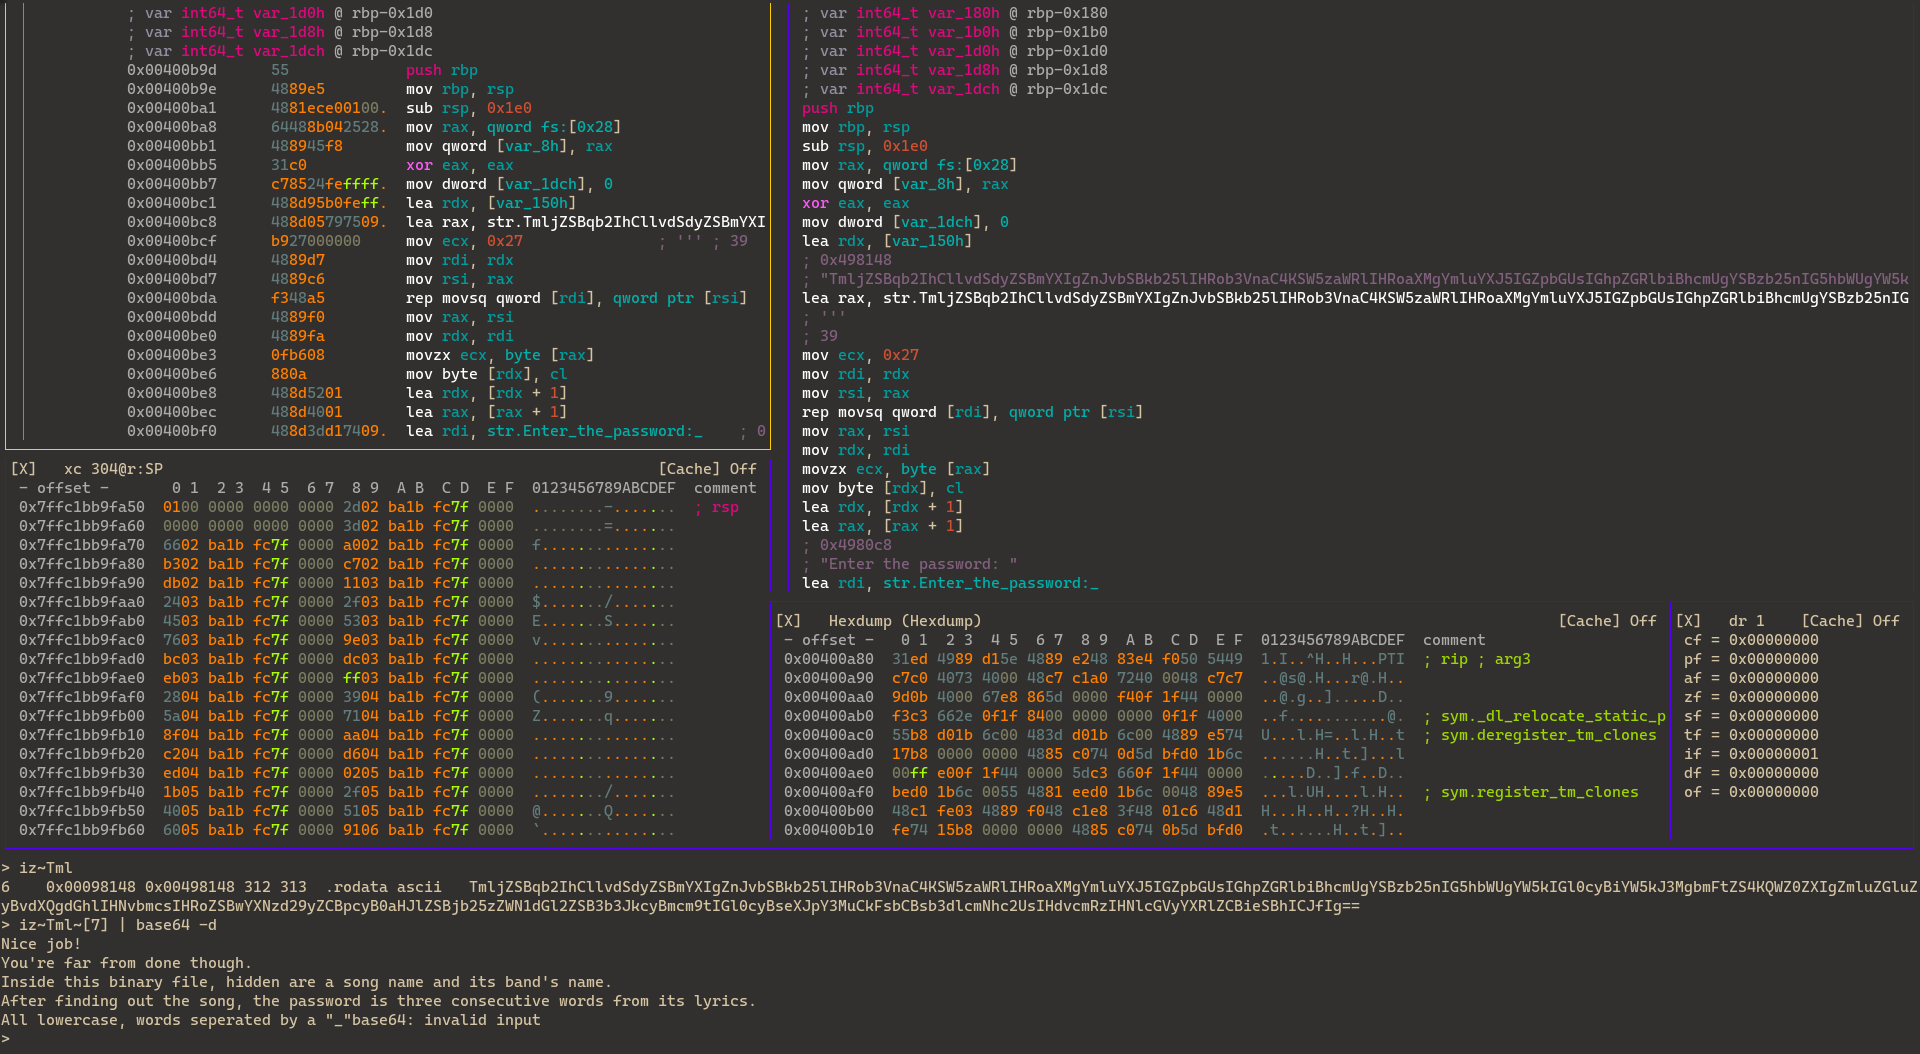 ; var int64_t var_1d0h @ rbp-0x1d0
; var int64_t var_1d8h @ rbp-0x1d8
; var int64_t var_1dch @ rbp-0x1dc
0x00400b9d 55 push rbp
0x00400b9e 4889e5 mov rbp, rsp
0x00400ba1 4881ece00100. sub rsp, 0x1e0
0x00400ba8 64488b042528. mov rax, qword fs:[0x28]
0x00400bb1 488945f8 mov qword [var_8h], rax
0x00400bb5 31c0 xor eax, eax
0x00400bb7 c78524feffff. mov dword [var_1dch], 0
0x00400bc1 488d95b0feff. lea rdx, [var_150h]
0x00400bc8 488d05797509. lea rax, str.TmljZSBqb2IhCllvdSdyZSBmYXI
0x00400bcf b927000000 mov ecx, 0x27 ; ''' ; 39
0x00400bd4 4889d7 mov rdi, rdx
0x00400bd7 4889c6 mov rsi, rax
0x00400bda f348a5 rep movsq qword [rdi], qword ptr [rsi]
0x00400bdd 4889f0 mov rax, rsi
0x00400be0 4889fa mov rdx, rdi
0x00400be3 0fb608 movzx ecx, byte [rax]
0x00400be6 880a mov byte [rdx], cl
0x00400be8 488d5201 lea rdx, [rdx + 1]
0x00400bec 488d4001 lea rax, [rax + 1]
0x00400bf0 488d3dd17409. lea rdi, str.Enter_the_password:_ ; 0
; var int64_t var_180h @ rbp-0x180
; var int64_t var_1b0h @ rbp-0x1b0
; var int64_t var_1d0h @ rbp-0x1d0
; var int64_t var_1d8h @ rbp-0x1d8
; var int64_t var_1dch @ rbp-0x1dc
push rbp
mov rbp, rsp
sub rsp, 0x1e0
mov rax, qword fs:[0x28]
mov qword [var_8h], rax
xor eax, eax
mov dword [var_1dch], 0
lea rdx, [var_150h]
; 0x498148
; "TmljZSBqb2IhCllvdSdyZSBmYXIgZnJvbSBkb25lIHRob3VnaC4KSW5zaWRlIHRoaXMgYmluYXJ5IGZpbGUsIGhpZGRlbiBhcmUgYSBzb25nIG5hbWUgYW5k
lea rax, str.TmljZSBqb2IhCllvdSdyZSBmYXIgZnJvbSBkb25lIHRob3VnaC4KSW5zaWRlIHRoaXMgYmluYXJ5IGZpbGUsIGhpZGRlbiBhcmUgYSBzb25nIG
; '''
; 39
mov ecx, 0x27
mov rdi, rdx
mov rsi, rax
rep movsq qword [rdi], qword ptr [rsi]
mov rax, rsi
mov rdx, rdi
movzx ecx, byte [rax]
mov byte [rdx], cl
lea rdx, [rdx + 1]
lea rax, [rax + 1]
; 0x4980c8
; "Enter the password: "
lea rdi, str.Enter_the_password:_
[X] xc 304@r:SP [Cache] Off
- offset - 0 1 2 3 4 5 6 7 8 9 A B C D E F 0123456789ABCDEF comment
0x7ffc1bb9fa50 0100 0000 0000 0000 2d02 ba1b fc7f 0000 ........-....... ; rsp
0x7ffc1bb9fa60 0000 0000 0000 0000 3d02 ba1b fc7f 0000 ........=.......
0x7ffc1bb9fa70 6602 ba1b fc7f 0000 a002 ba1b fc7f 0000 f...............
0x7ffc1bb9fa80 b302 ba1b fc7f 0000 c702 ba1b fc7f 0000 ................
0x7ffc1bb9fa90 db02 ba1b fc7f 0000 1103 ba1b fc7f 0000 ................
0x7ffc1bb9faa0 2403 ba1b fc7f 0000 2f03 ba1b fc7f 0000 $......./.......
0x7ffc1bb9fab0 4503 ba1b fc7f 0000 5303 ba1b fc7f 0000 E.......S.......
0x7ffc1bb9fac0 7603 ba1b fc7f 0000 9e03 ba1b fc7f 0000 v...............
0x7ffc1bb9fad0 bc03 ba1b fc7f 0000 dc03 ba1b fc7f 0000 ................
0x7ffc1bb9fae0 eb03 ba1b fc7f 0000 ff03 ba1b fc7f 0000 ................
0x7ffc1bb9faf0 2804 ba1b fc7f 0000 3904 ba1b fc7f 0000 (.......9.......
0x7ffc1bb9fb00 5a04 ba1b fc7f 0000 7104 ba1b fc7f 0000 Z.......q.......
0x7ffc1bb9fb10 8f04 ba1b fc7f 0000 aa04 ba1b fc7f 0000 ................
0x7ffc1bb9fb20 c204 ba1b fc7f 0000 d604 ba1b fc7f 0000 ................
0x7ffc1bb9fb30 ed04 ba1b fc7f 0000 0205 ba1b fc7f 0000 ................
0x7ffc1bb9fb40 1b05 ba1b fc7f 0000 2f05 ba1b fc7f 0000 ......../.......
0x7ffc1bb9fb50 4005 ba1b fc7f 0000 5105 ba1b fc7f 0000 @.......Q.......
0x7ffc1bb9fb60 6005 ba1b fc7f 0000 9106 ba1b fc7f 0000 `...............
[X] Hexdump (Hexdump) [Cache] Off
- offset - 0 1 2 3 4 5 6 7 8 9 A B C D E F 0123456789ABCDEF comment
0x00400a80 31ed 4989 d15e 4889 e248 83e4 f050 5449 1.I..^H..H...PTI ; rip ; arg3
0x00400a90 c7c0 4073 4000 48c7 c1a0 7240 0048 c7c7 ..@s@.H...r@.H..
0x00400aa0 9d0b 4000 67e8 865d 0000 f40f 1f44 0000 ..@.g..].....D..
0x00400ab0 f3c3 662e 0f1f 8400 0000 0000 0f1f 4000 ..f...........@. ; sym._dl_relocate_static_p
0x00400ac0 55b8 d01b 6c00 483d d01b 6c00 4889 e574 U...l.H=..l.H..t ; sym.deregister_tm_clones
0x00400ad0 17b8 0000 0000 4885 c074 0d5d bfd0 1b6c ......H..t.]...l
0x00400ae0 00ff e00f 1f44 0000 5dc3 660f 1f44 0000 .....D..].f..D..
0x00400af0 bed0 1b6c 0055 4881 eed0 1b6c 0048 89e5 ...l.UH....l.H.. ; sym.register_tm_clones
0x00400b00 48c1 fe03 4889 f048 c1e8 3f48 01c6 48d1 H...H..H..?H..H.
0x00400b10 fe74 15b8 0000 0000 4885 c074 0b5d bfd0 .t......H..t.]..
[X] dr 1 [Cache] Off
cf = 0x00000000
pf = 0x00000000
af = 0x00000000
zf = 0x00000000
sf = 0x00000000
tf = 0x00000000
if = 0x00000001
df = 0x00000000
of = 0x00000000
> iz~Tml
6 0x00098148 0x00498148 312 313 .rodata ascii TmljZSBqb2IhCllvdSdyZSBmYXIgZnJvbSBkb25lIHRob3VnaC4KSW5zaWRlIHRoaXMgYmluYXJ5IGZpbGUsIGhpZGRlbiBhcmUgYSBzb25nIG5hbWUgYW5kIGl0cyBiYW5kJ3MgbmFtZS4KQWZ0ZXIgZmluZGluZ
yBvdXQgdGhlIHNvbmcsIHRoZSBwYXNzd29yZCBpcyB0aHJlZSBjb25zZWN1dGl2ZSB3b3JkcyBmcm9tIGl0cyBseXJpY3MuCkFsbCBsb3dlcmNhc2UsIHdvcmRzIHNlcGVyYXRlZCBieSBhICJfIg==
> iz~Tml~[7] | base64 -d
Nice job!
You're far from done though.
Inside this binary file, hidden are a song name and its band's name.
After finding out the song, the password is three consecutive words from its lyrics.
All lowercase, words seperated by a "_"base64: invalid input
>